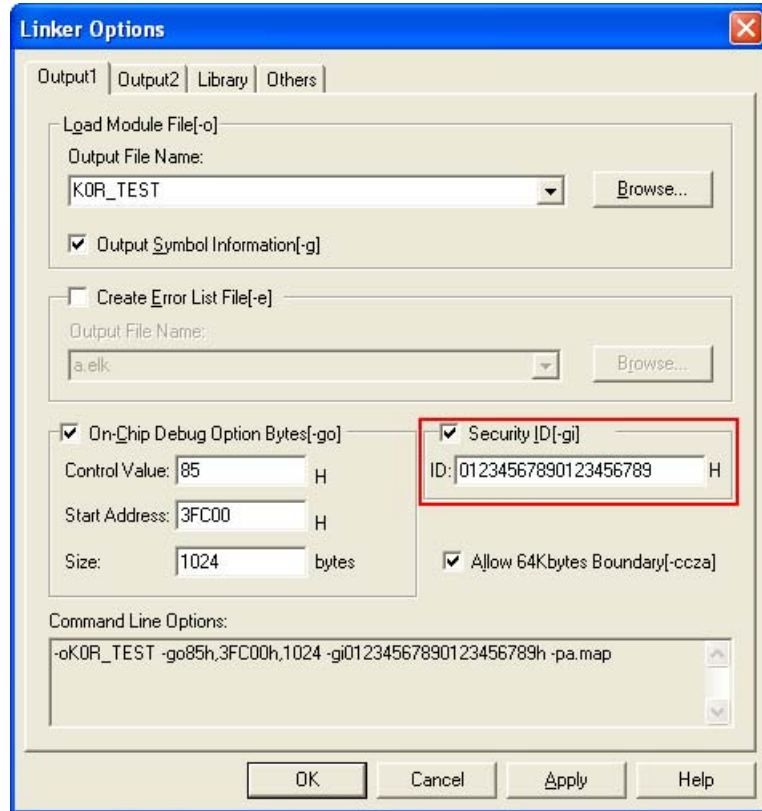 Linker Options
Output1 Output2 Library Others
Load Module File[-o]
Output File Name:
K0R_TEST Browse...
Output Symbol Information[-g]
Create Error List File[-e]
Output File Name:
a.elk Browse...
On-Chip Debug Option Bytes[-go] Security ID[-gi]
Control Value: 85 H ID: 01234567890123456789 H
Start Address: 3FC00 H
Size: 1024 bytes Allow 64Kbytes Boundary[-ccza]
Command Line Options:
-oK0R_TEST -go85h,3FC00h,1024 -gi01234567890123456789h -pa.map
OK Cancel Apply Help